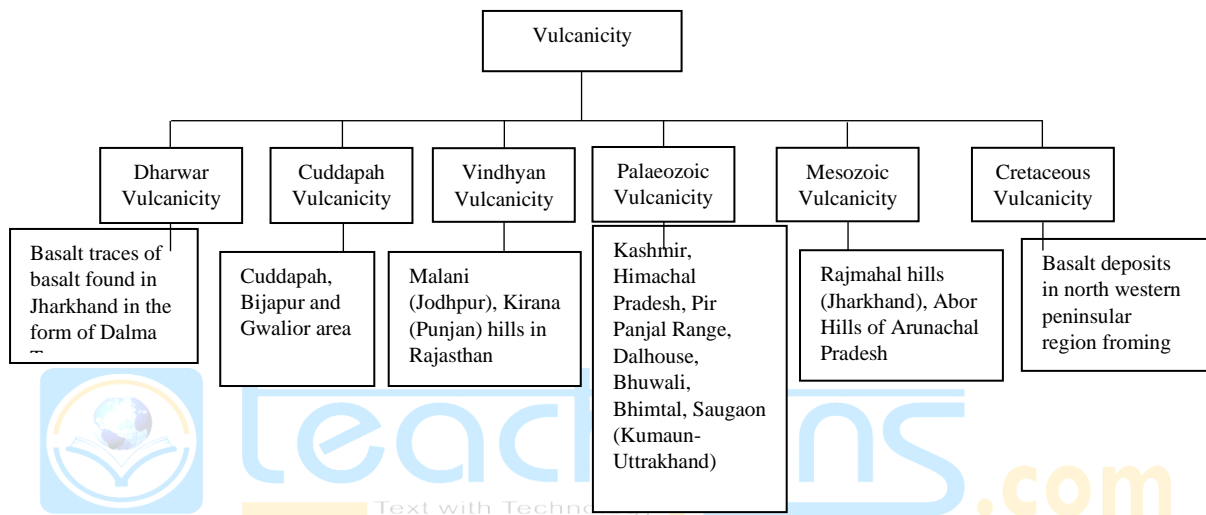 Vulcanicity
Dharwar
Vulcanicity
Cuddapah
Vulcanicity
Vindhyan
Vulcanicity
Palaeozoic
Vulcanicity
Mesozoic
Vulcanicity
Cretaceous
Vulcanicity
Basalt traces of
basalt found in
Jharkhand in the
form of Dalma
Cuddapah,
Bijapur and
Gwalior area
Malani
(Jodhpur), Kirana
(Punjan) hills in
Rajasthan
Kashmir,
Himachal
Pradesh, Pir
Panjal Range,
Dalhouse,
Bhuwali,
Bhimtal, Saugaon
(Kumaun-
Uttrakhand)
Rajmahal hills
(Jharkhand), Abor
Hills of Arunachal
Pradesh
Basalt deposits
in north western
peninsular
region froming
.com
Text with